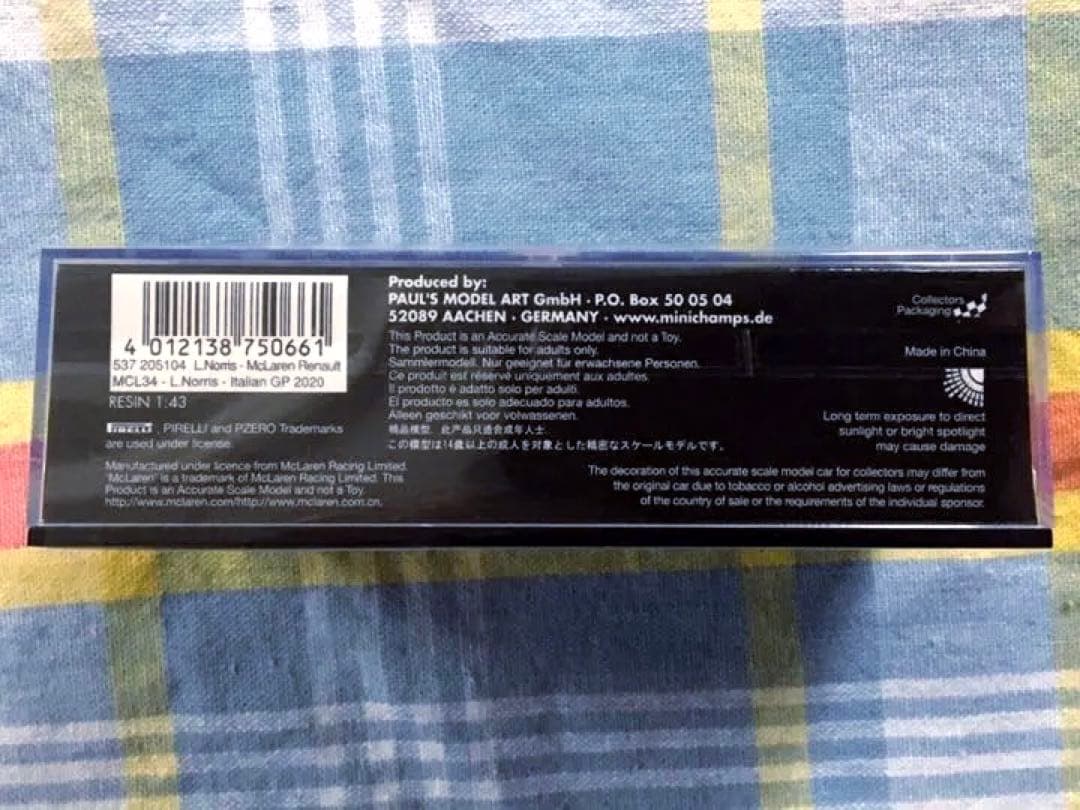 4 012138 750661
537 205104 L.Norris - McLaren Renault
MCL34 - L.Norris - Italian GP 2020
RESIN 1:43
PIRELLI , PIRELLI and PZERO Trademarks
are used under license
Manufactured under licence from McLaren Racing Limited.
'McLaren' is a trademark of McLaren Racing Limited. This
Product is an Accurate Scale Model and not a Toy.
http://www.mclaren.com/http://www.mclaren.com.cn.
Produced by:
PAUL'S MODEL ART GmbH · P.O. Box 50 05 04
52089 AACHEN · GERMANY · www.minichamps.de
This Product is an Accurate Scale Model and not a Toy.
The product is suitable for adults only.
Sammlermodell. Nur geeignet für erwachsene Personen.
Ce produit est réservé uniquement aux adultes.
Il prodotto è adatto solo per adulti.
El producto es solo adecuado para adultos.
Alleen geschikt voor volwassenen.
精品模型. 此产品只适合成年人士.
この模型は14歳以上の成人を対象とした精密なスケールモデルです。
Collectors
Packaging
Made in China
Long term exposure to direct
sunlight or bright spotlight
may cause damage
The decoration of this accurate scale model car for collectors may differ from
the original car due to tobacco or alcohol advertising laws or regulations
of the country of sale or the requirements of the individual sponsor.